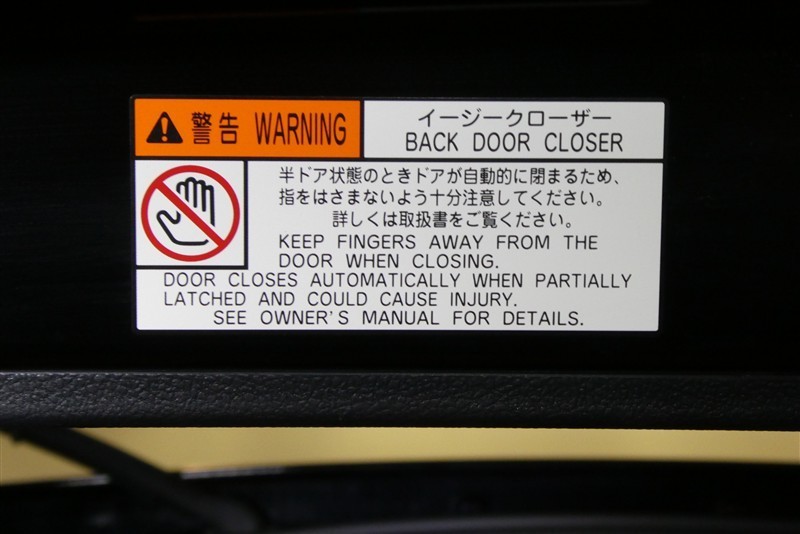 警告 WARNING
イージークローザー
BACK DOOR CLOSER
半ドア状態のときドアが自動的に閉まるため、
指をはさまないよう十分注意してください。
詳しくは取扱書をご覧ください。
KEEP FINGERS AWAY FROM THE
DOOR WHEN CLOSING.
DOOR CLOSES AUTOMATICALLY WHEN PARTIALLY
LATCHED AND COULD CAUSE INJURY.
SEE OWNER'S MANUAL FOR DETAILS.